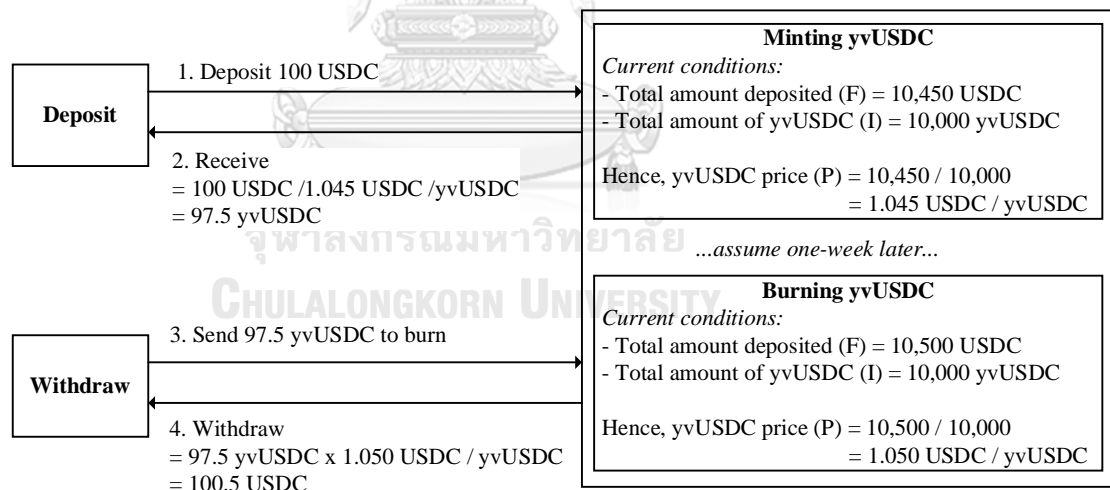 Deposit
1. Deposit 100 USDC
2. Receive
= 100 USDC /1.045 USDC /yvUSDC
= 97.5 yvUSDC
Minting yvUSDC
Current conditions:
- Total amount deposited (F) = 10,450 USDC
- Total amount of yvUSDC (I) = 10,000 yvUSDC
Hence, yvUSDC price (P) = 10,450 / 10,000
= 1.045 USDC / yvUSDC
จุฬาลงกรณ์มหาวิทยาลัย
...assume one-week later...
CHULALONGKORN UNIVERSITY
Withdraw
3. Send 97.5 yvUSDC to burn
4. Withdraw
= 97.5 yvUSDC x 1.050 USDC / yvUSDC
= 100.5 USDC
Burning yvUSDC
Current conditions:
- Total amount deposited (F) = 10,500 USDC
- Total amount of yvUSDC (I) = 10,000 yvUSDC
Hence, yvUSDC price (P) = 10,500 / 10,000
= 1.050 USDC / yvUSDC